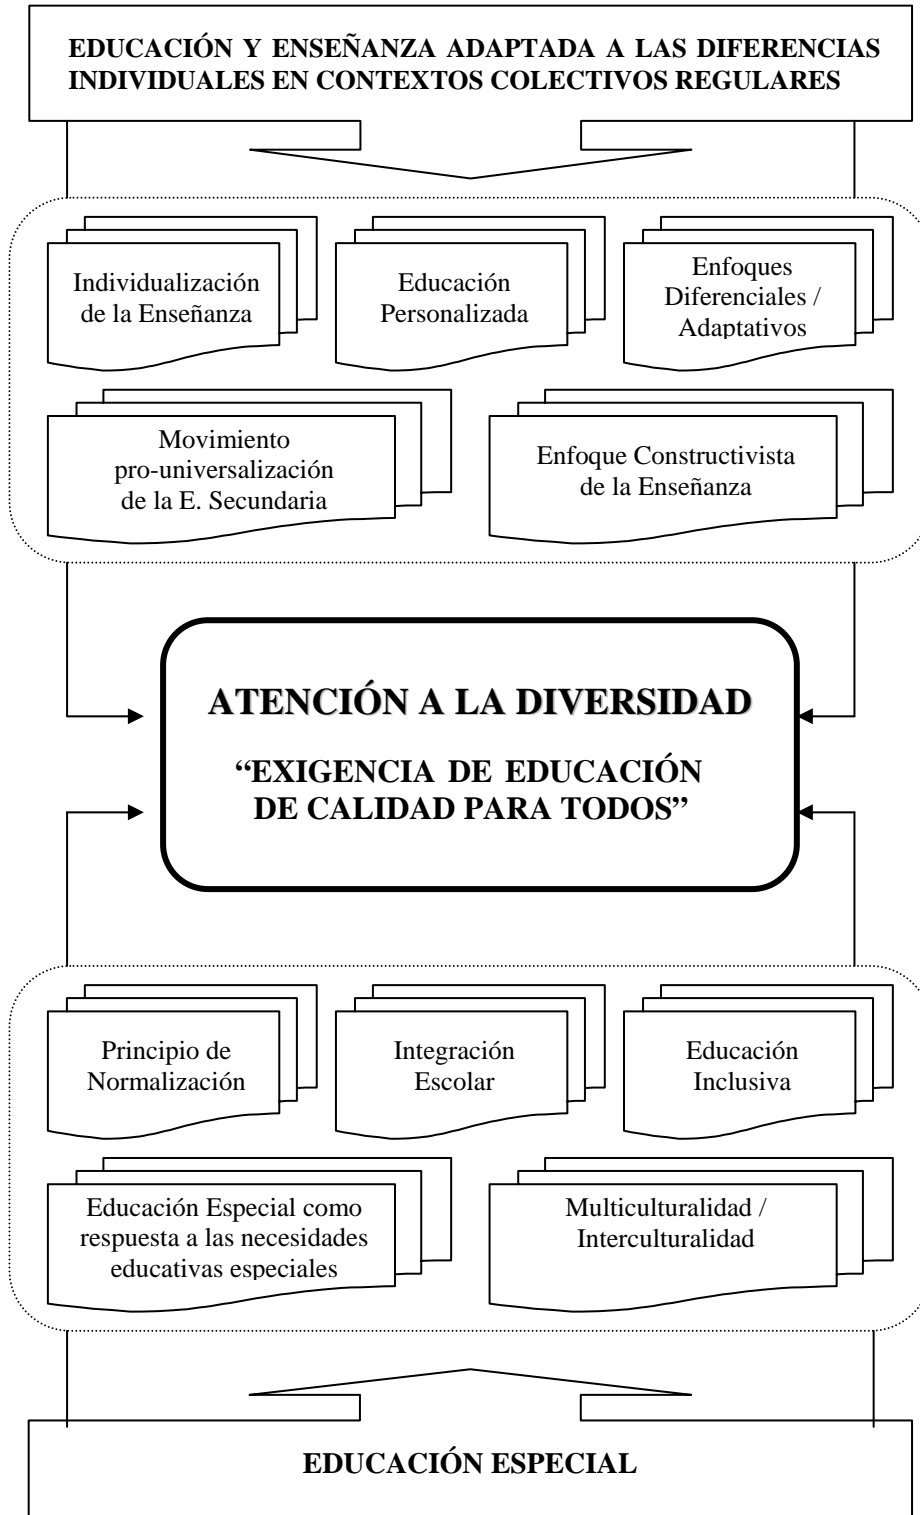 EDUCACIÓN Y ENSEÑANZA ADAPTADA A LAS DIFERENCIAS
INDIVIDUALES EN CONTEXTOS COLECTIVOS REGULARES
Individualización
de la Enseñanza
Educación
Personalizada
Enfoques
Diferenciales /
Adaptativos
Movimiento
pro-universalización
de la E. Secundaria
Enfoque Constructivista
de la Enseñanza
ATENCIÓN A LA DIVERSIDAD
“EXIGENCIA DE EDUCACIÓN
DE CALIDAD PARA TODOS”
Principio de
Normalización
Integración
Escolar
Educación
Inclusiva
Educación Especial como
respuesta a las necesidades
educativas especiales
Multiculturalidad /
Interculturalidad
EDUCACIÓN ESPECIAL